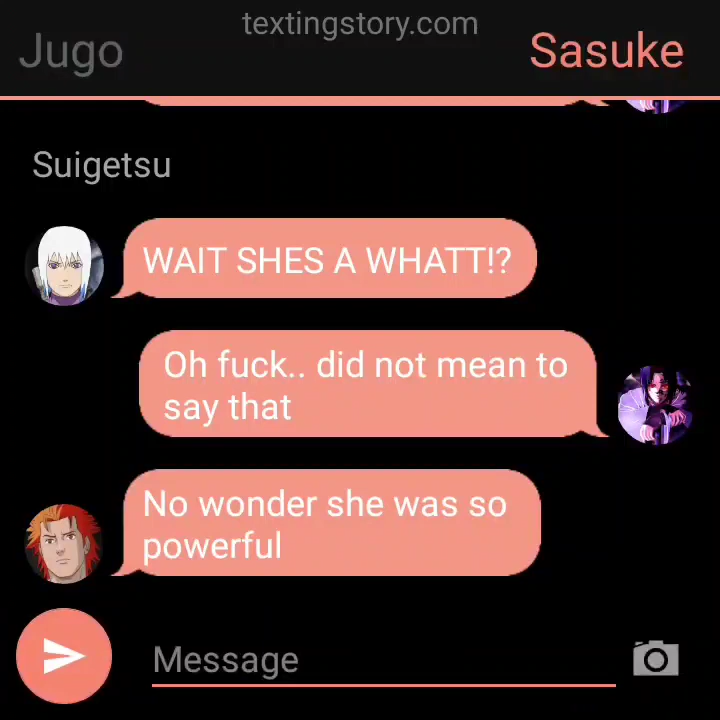 textingstory.com
Jugo
Sasuke
Suigetsu
WAIT SHES A WHATT!?
Oh fuck.. did not mean to
say that
No wonder she was so
powerful
Message